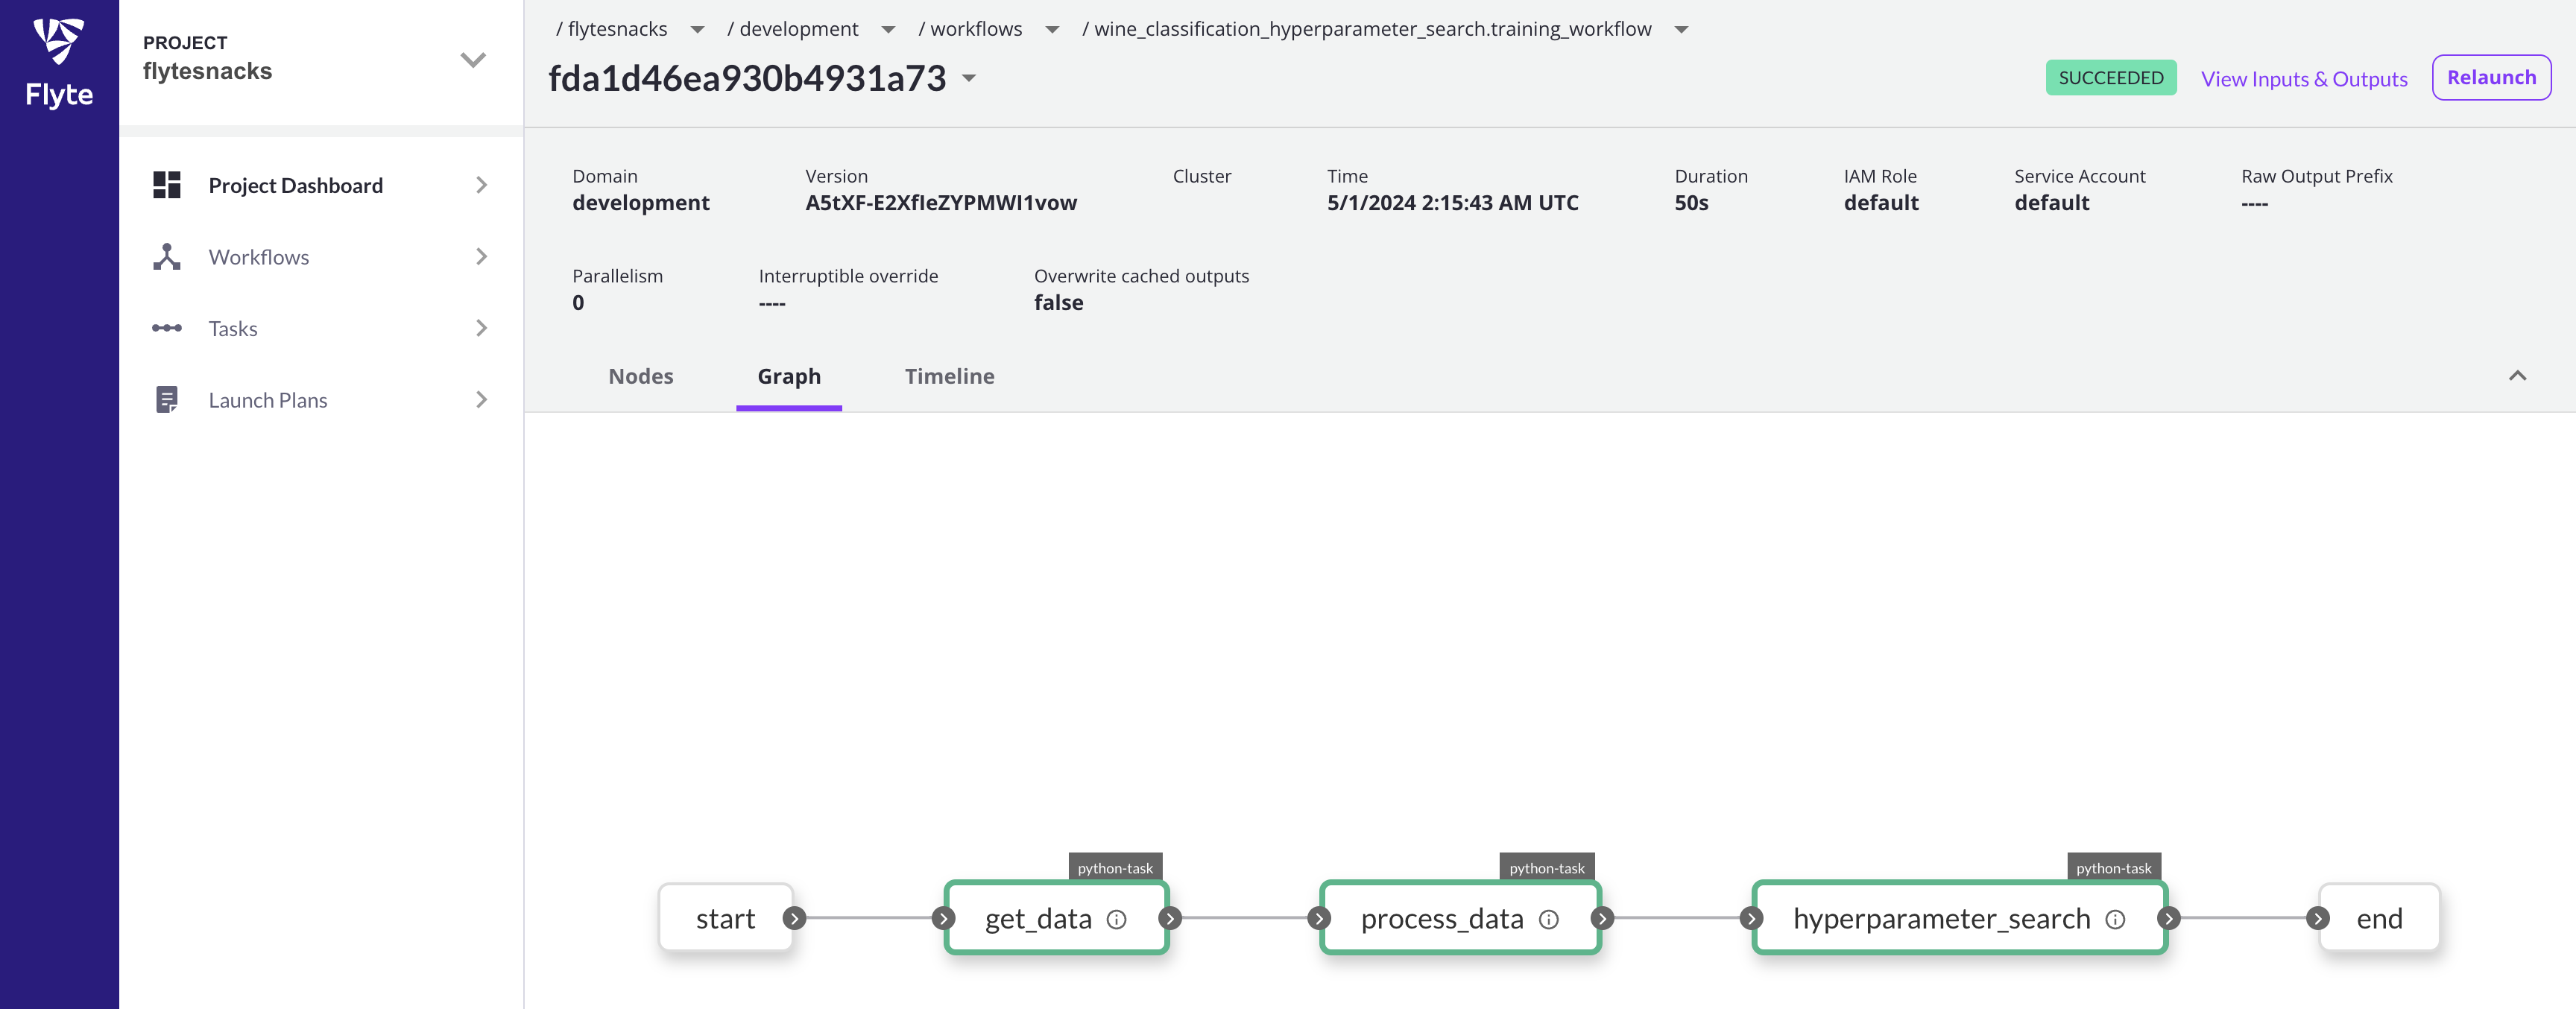 Flyte
PROJECT
flytesnacks
Project Dashboard
Workflows
Tasks
Launch Plans
/ flytesnacks / development / workflows / wine_classification_hyperparameter_search.training_workflow
fda1d46ea930b4931a73
SUCCEEDED View Inputs & Outputs Relaunch
Domain Version Cluster Time Duration IAM Role Service Account Raw Output Prefix
development A5tXF-E2XfIeZYPMWI1vow 5/1/2024 2:15:43 AM UTC 50s default default ----
Parallelism Interruptible override Overwrite cached outputs
0 ---- false
Nodes Graph Timeline
python-task python-task python-task
start get_data process_data hyperparameter_search end